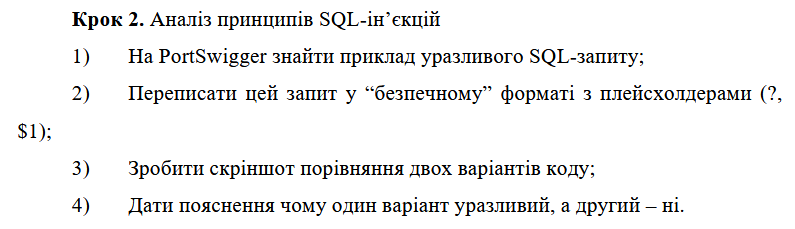 Крок 2. Аналіз принципів SQL-ін’єкцій
1) На PortSwigger знайти приклад уразливого SQL-запиту;
2) Переписати цей запит у “безпечному” форматі з плейсхолдерами (?,
$1);
3) Зробити скріншот порівняння двох варіантів коду;
4) Дати пояснення чому один варіант уразливий, а другий – ні.